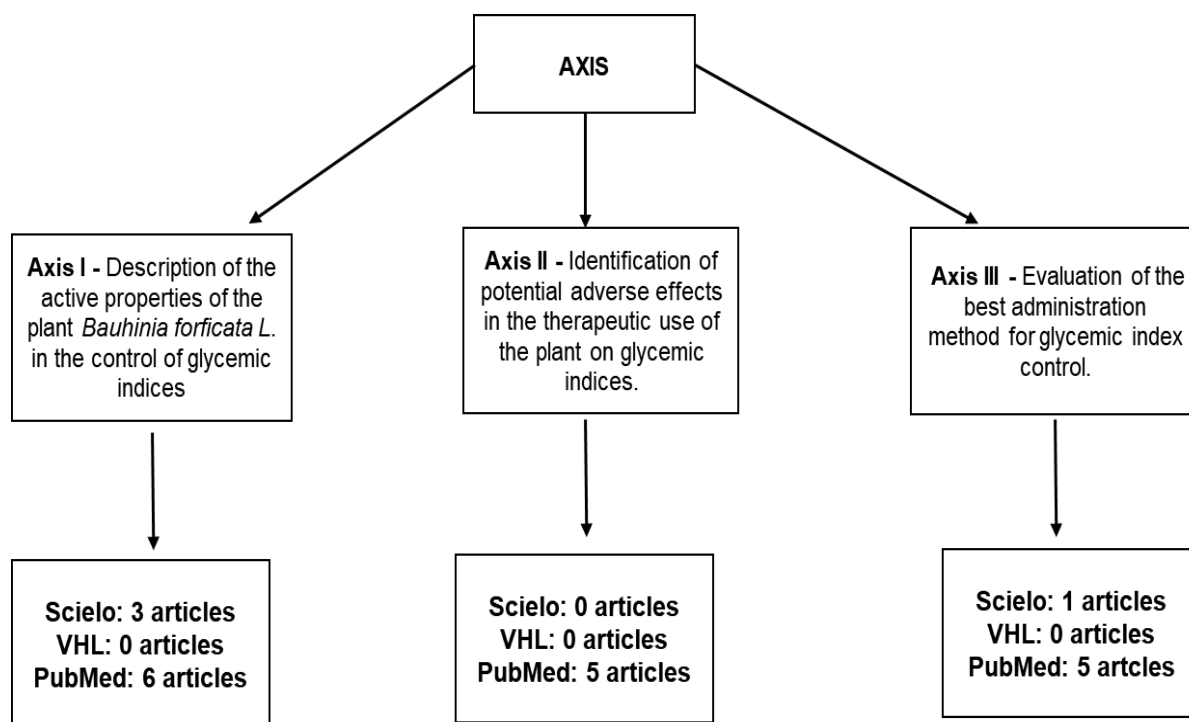 AXIS
Axis I - Description of the
active properties of the
plant Bauhinia forficata L.
in the control of glycemic
indices
Axis II - Identification of
potential adverse effects
in the therapeutic use of
the plant on glycemic
indices.
Axis III - Evaluation of the
best administration
method for glycemic index
control.
Scielo: 3 articles
VHL: 0 articles
PubMed: 6 articles
Scielo: 0 articles
VHL: 0 articles
PubMed: 5 articles
Scielo: 1 articles
VHL: 0 articles
PubMed: 5 artcles